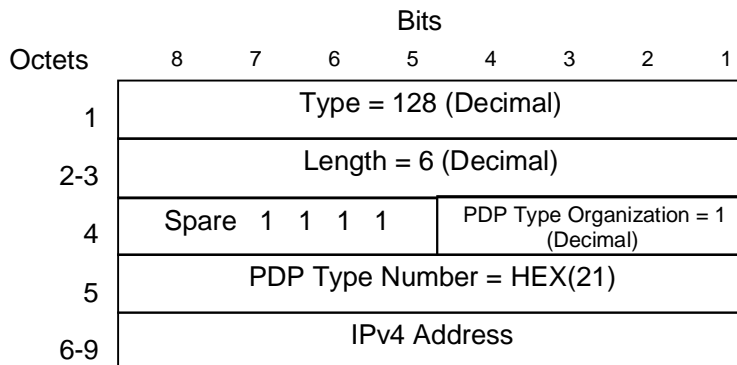 Bits
Octets 8 7 6 5 4 3 2 1
1 Type = 128 (Decimal)
2-3 Length = 6 (Decimal)
4 Spare 1 1 1 1 PDP Type Organization = 1
(Decimal)
5 PDP Type Number = HEX(21)
6-9 IPv4 Address